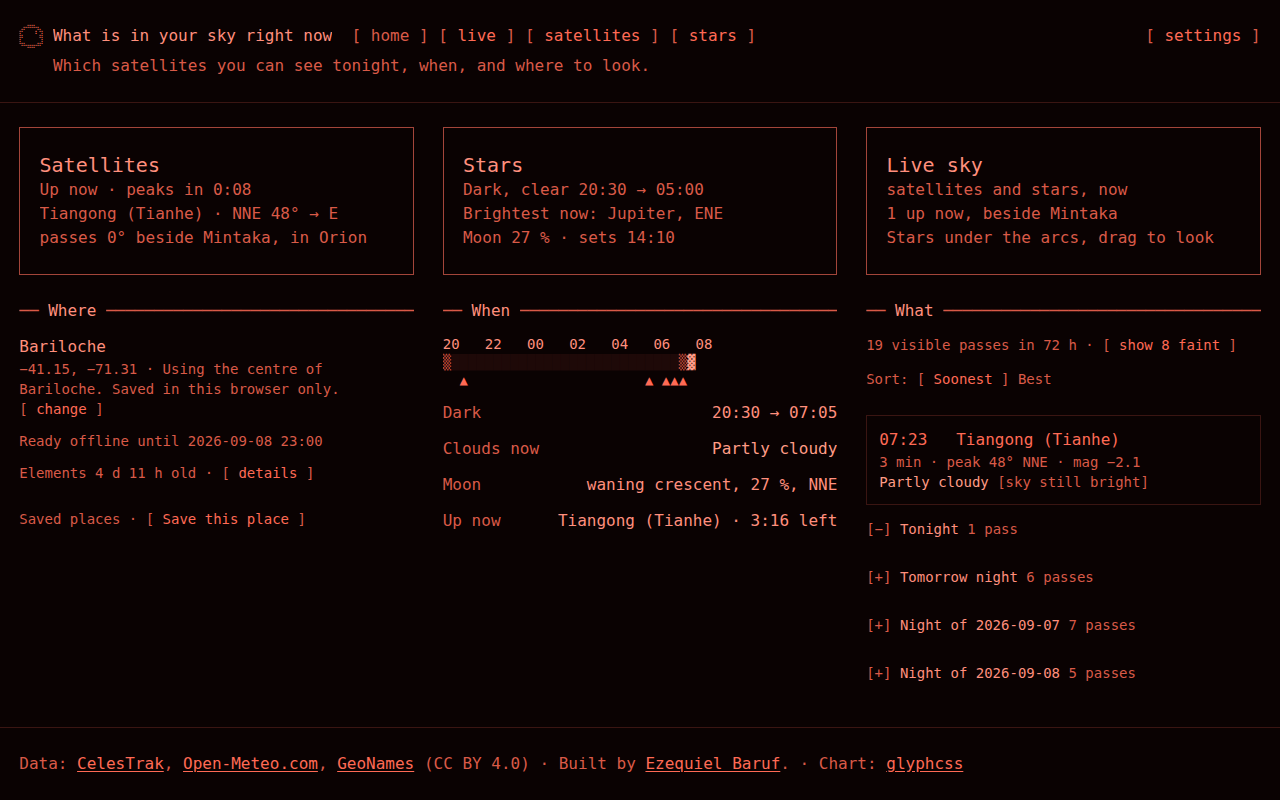 What is in your sky right now [ home ] [ live ] [ satellites ] [ stars ] [ settings ]
Which satellites you can see tonight, when, and where to look.
Satellites
Up now · peaks in 0:08
Tiangong (Tianhe) · NNE 48° → E
passes 0° beside Mintaka, in Orion
Stars
Dark, clear 20:30 → 05:00
Brightest now: Jupiter, ENE
Moon 27 % · sets 14:10
Live sky
satellites and stars, now
1 up now, beside Mintaka
Stars under the arcs, drag to look
Where
Bariloche
−41.15, −71.31 · Using the centre of
Bariloche. Saved in this browser only.
[ change ]
Ready offline until 2026-09-08 23:00
Elements 4 d 11 h old · [ details ]
Saved places · [ Save this place ]
When
20 22 00 02 04 06 08
Dark 20:30 → 07:05
Clouds now Partly cloudy
Moon waning crescent, 27 %, NNE
Up now Tiangong (Tianhe) · 3:16 left
What
19 visible passes in 72 h · [ show 8 faint ]
Sort: [ Soonest ] Best
07:23 Tiangong (Tianhe)
3 min · peak 48° NNE · mag −2.1
Partly cloudy [sky still bright]
[−] Tonight 1 pass
[+] Tomorrow night 6 passes
[+] Night of 2026-09-07 7 passes
[+] Night of 2026-09-08 5 passes
Data: CelesTrak, Open-Meteo.com, GeoNames (CC BY 4.0) · Built by Ezequiel Baruf. · Chart: glyphcss